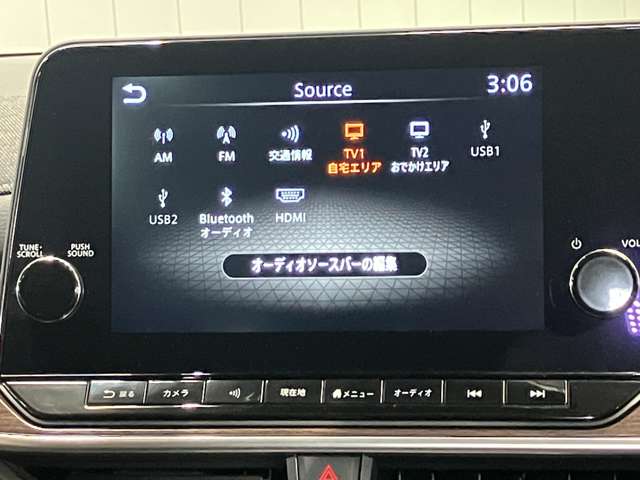 Source 3:06
AM FM 交通情報 TV1 TV2 USB1
自宅エリア おでかけエリア
USB2 Bluetooth HDMI
オーディオ
オーディオソースバーの編集
TUNE· PUSH
SCROLL SOUND
VOL
戻る カメラ 現在地 メニュー オーディオ